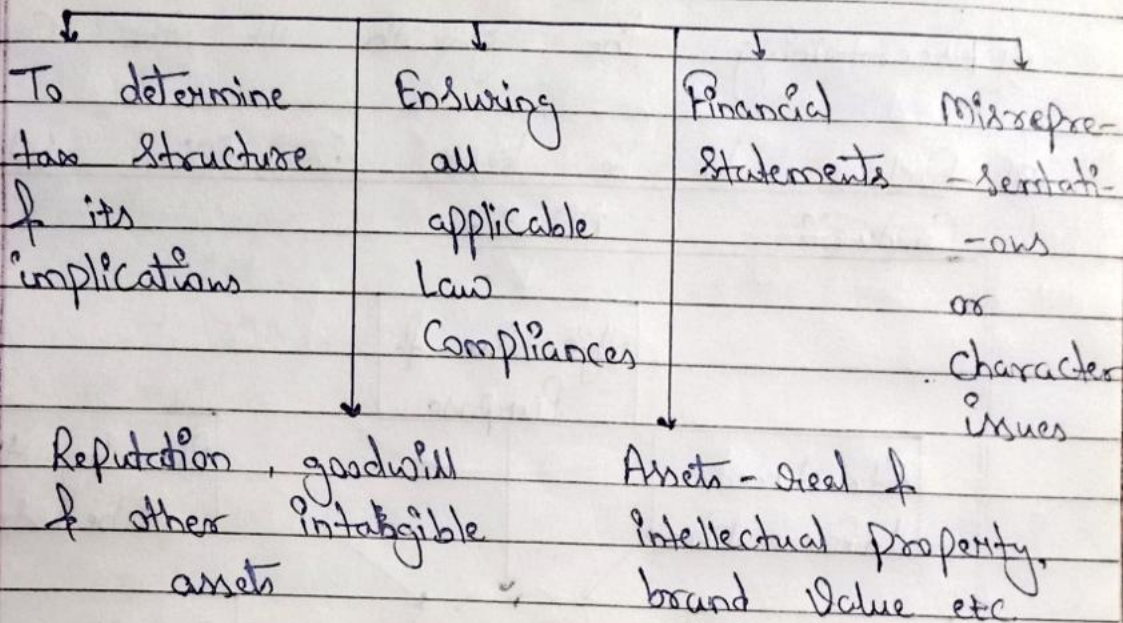 To determine
tax structure
& its
implications
Ensuring
all
applicable
Law
Compliances
Financial
Statements
Misrepre-
-sentati-
-ons
or
Character
issues
Reputation, goodwill
& other intangible
assets
Assets - real &
intellectual property,
brand value etc